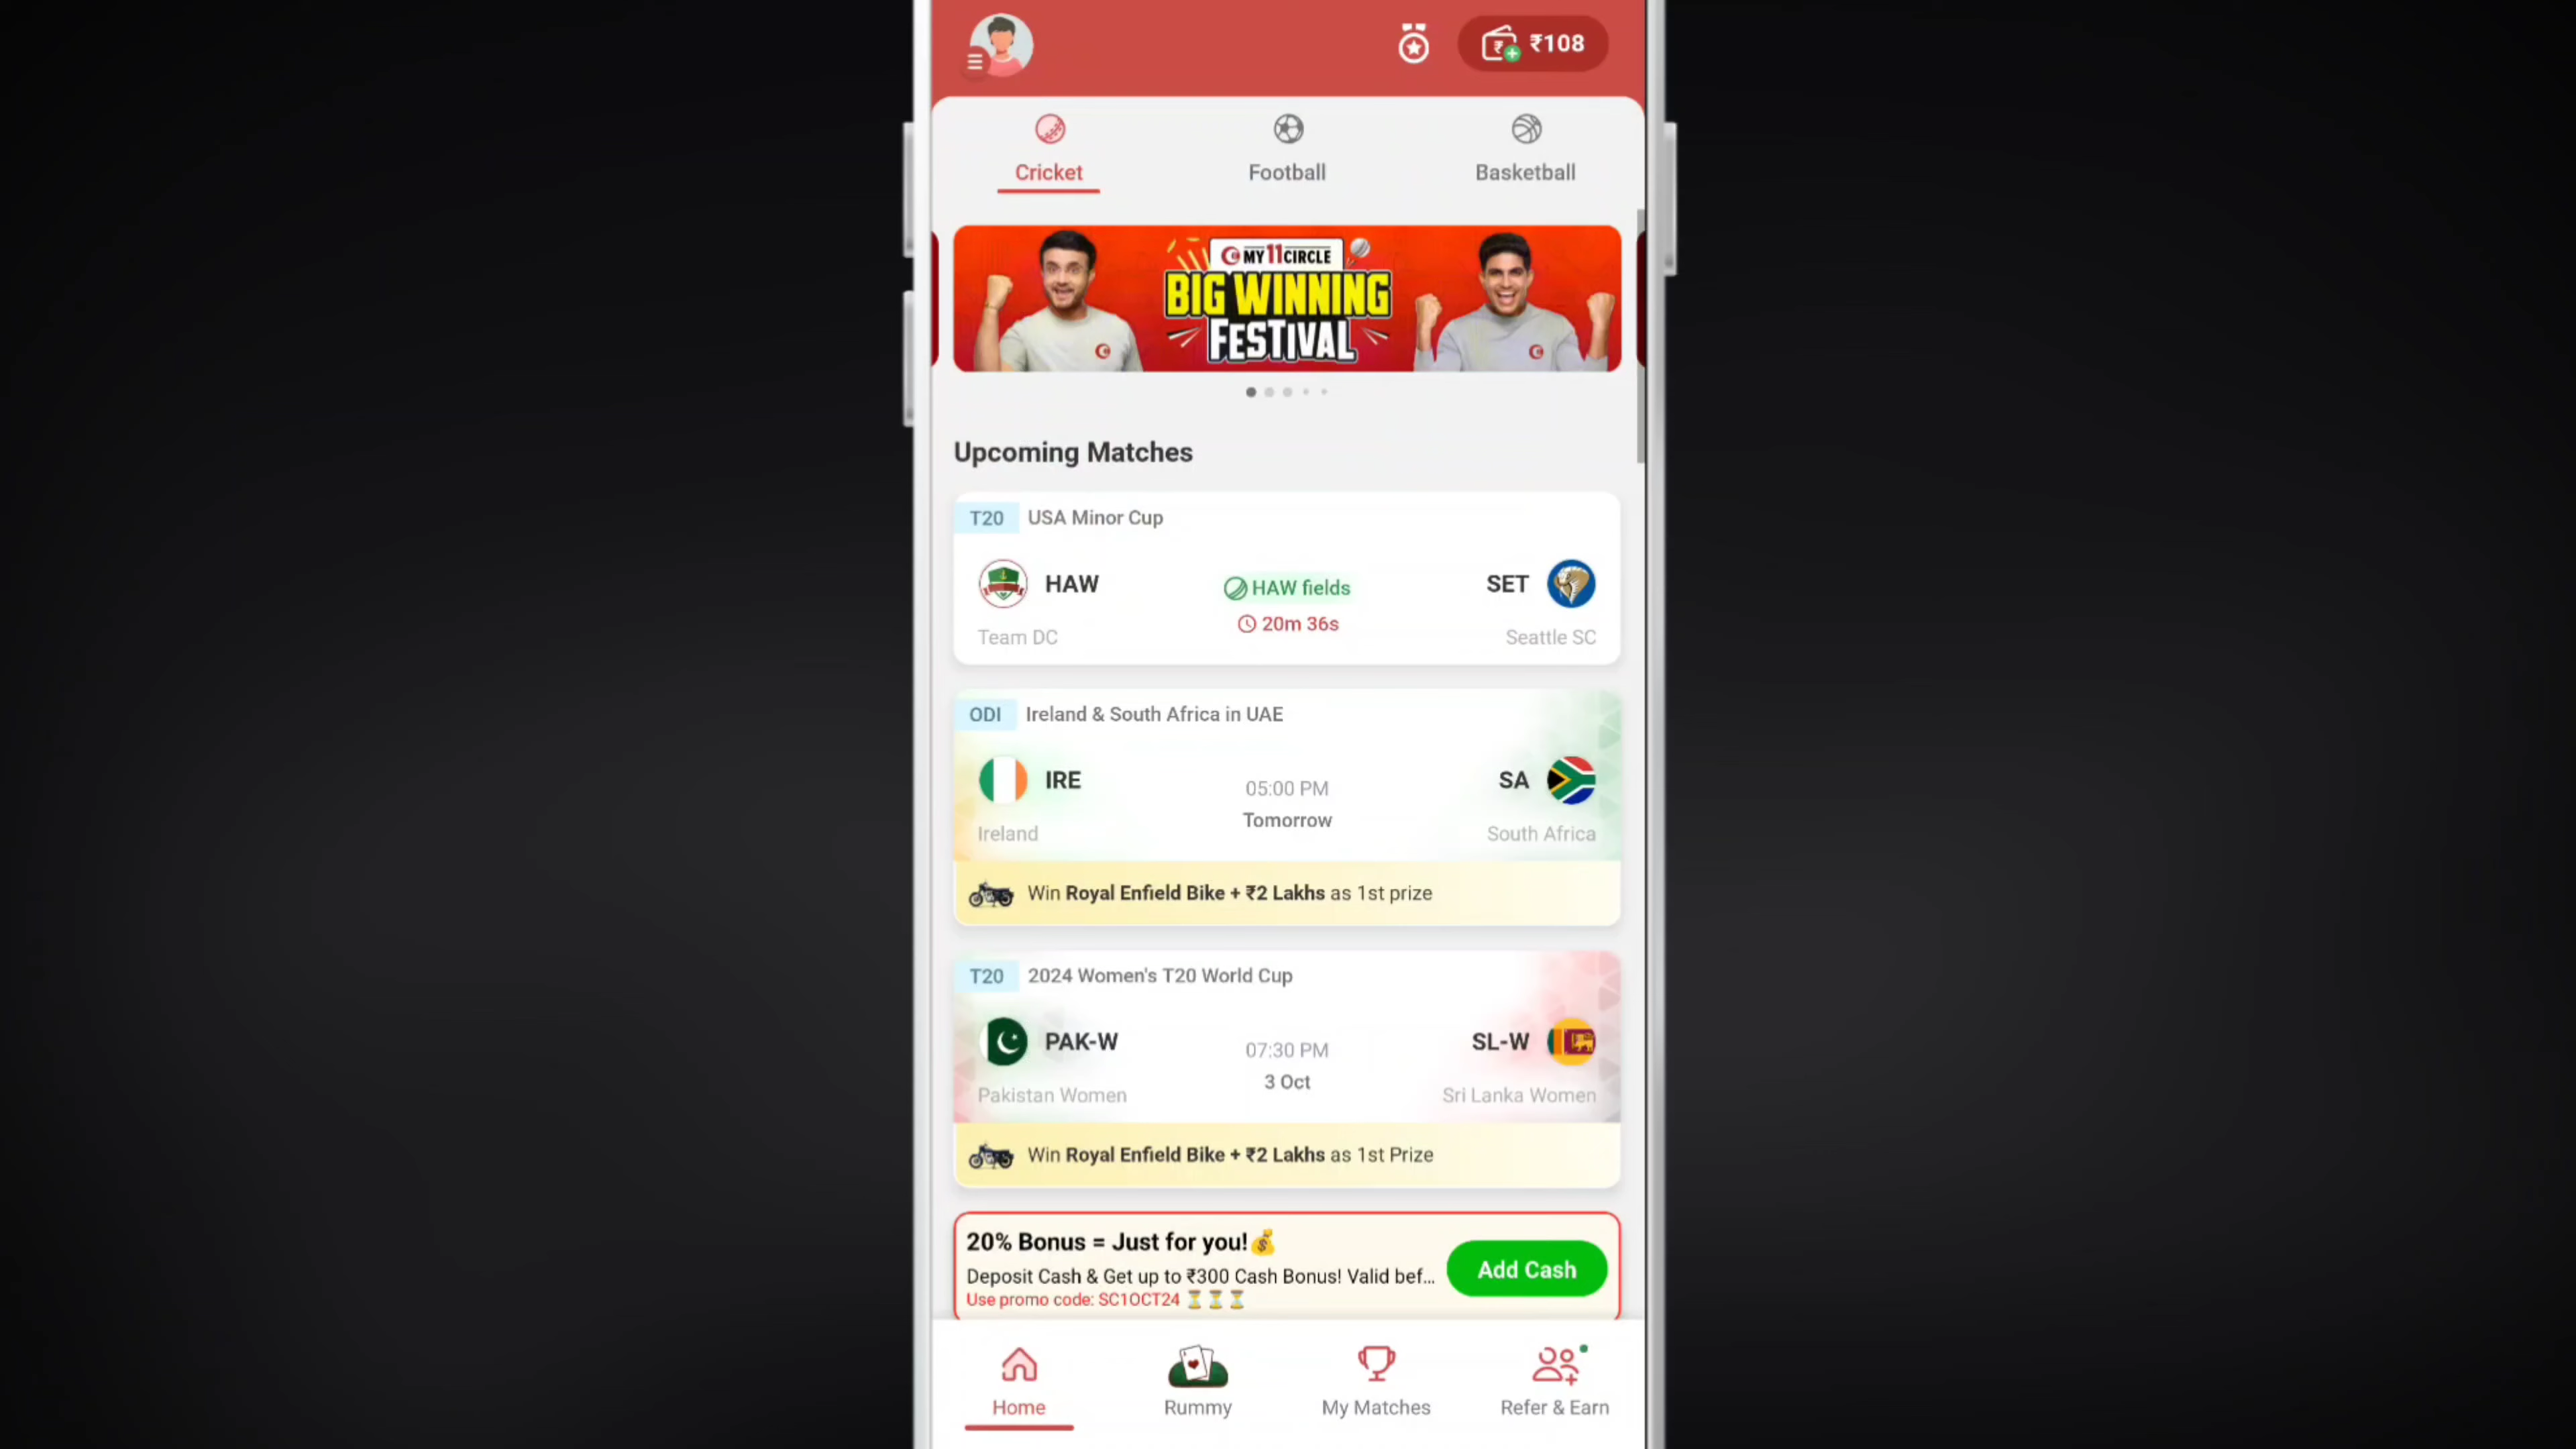 ₹108
Cricket
Football
Basketball
MY11CIRCLE
BIG WINNING
FESTIVAL
Upcoming Matches
T20 USA Minor Cup
HAW
HAW fields
SET
20m 36s
Team DC
Seattle SC
ODI Ireland & South Africa in UAE
IRE
05:00 PM
SA
Tomorrow
Ireland
South Africa
Win Royal Enfield Bike + ₹2 Lakhs as 1st prize
T20 2024 Women's T20 World Cup
PAK-W
07:30 PM
SL-W
3 Oct
Pakistan Women
Sri Lanka Women
Win Royal Enfield Bike + ₹2 Lakhs as 1st Prize
20% Bonus = Just for you!💰
Deposit Cash & Get up to ₹300 Cash Bonus! Valid bef...
Use promo code: SC1OCT24 ⏳⏳⏳
Add Cash
Home
Rummy
My Matches
Refer & Earn